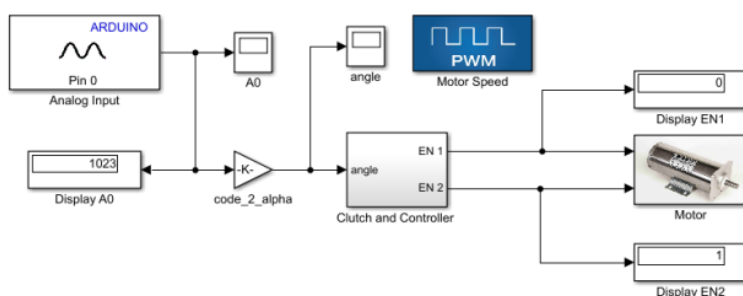 ARDUINO
Pin 0
Analog Input
A0
angle
PWM
Motor Speed
0
Display EN1
1023
Display A0
-K-
code_2_alpha
angle
EN 1
EN 2
Clutch and Controller
Motor
1
Display EN2